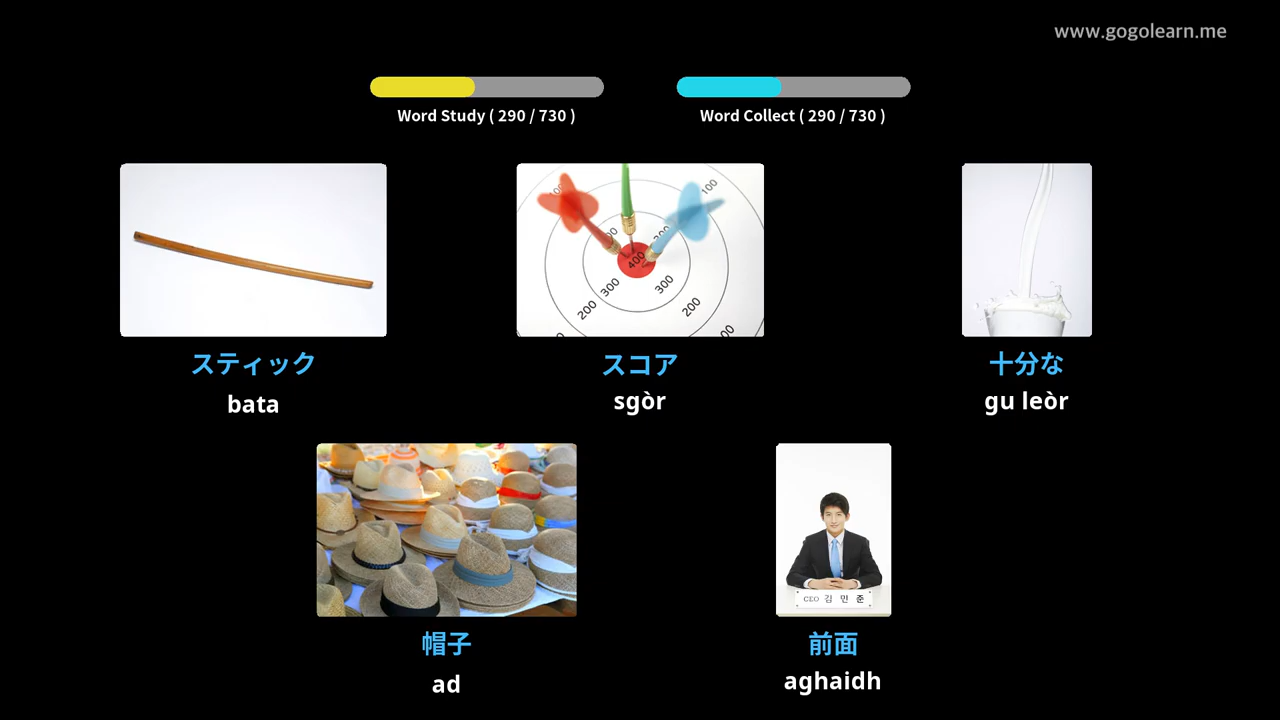 www.gogolearn.me
Word Study ( 290 / 730 )
Word Collect ( 290 / 730 )
100
400
300
300
200
200
スティック
bata
スコア
sgòr
十分な
gu leòr
CEO 김 민 준
帽子
ad
前面
aghaidh